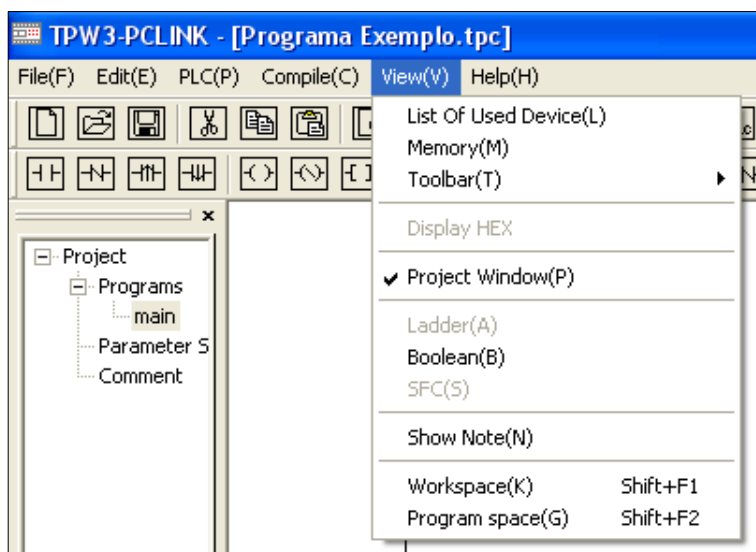 TPW3-PCLINK - [Programa Exemplo.tpc]
File(F) Edit(E) PLC(P) Compile(C) View(V) Help(H)
List Of Used Device(L)
Memory(M)
Toolbar(T)
Display HEX
Project Window(P)
Ladder(A)
Boolean(B)
SFC(S)
Show Note(N)
Workspace(K) Shift+F1
Program space(G) Shift+F2
Project
Programs
main
Parameter S
Comment